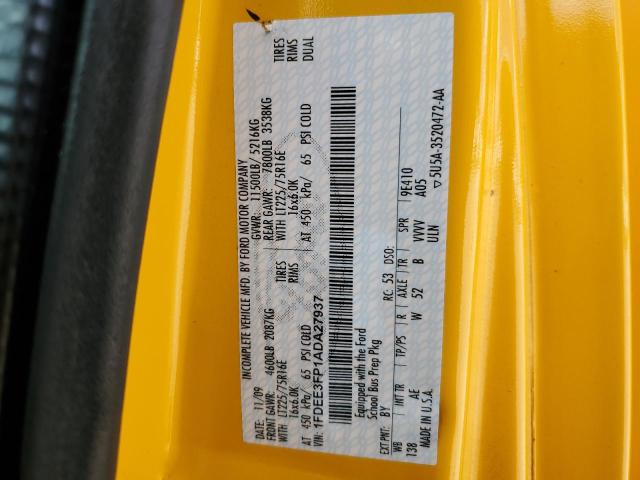 INCOMPLETE VEHICLE MFD. BY FORD MOTOR COMPANY
DATE: 11/09 GVWR: 11500LB/ 5216KG
FRONT GAWR: 4600LB 2087KG REAR GAWR: 7800LB 3538KG
WITH LT225/75R16E TIRES WITH LT225/75R16E TIRES
16x6.0K RIMS 16x6.0K RIMS
AT 450 kPa/ 65 PSI COLD AT 450 kPa/ 65 PSI COLD DUAL
VIN: 1FDEE3FP1ADA27937
Equipped with the Ford
School Bus Prep Pkg
EXT PNT: BY RC: 53 DSO:
WB INT TR TP/PS R AXLE TR SPR 9E410
138 AE W 52 B VVVV A05
MADE IN U.S.A. ULN
5U5A-3520472-AA